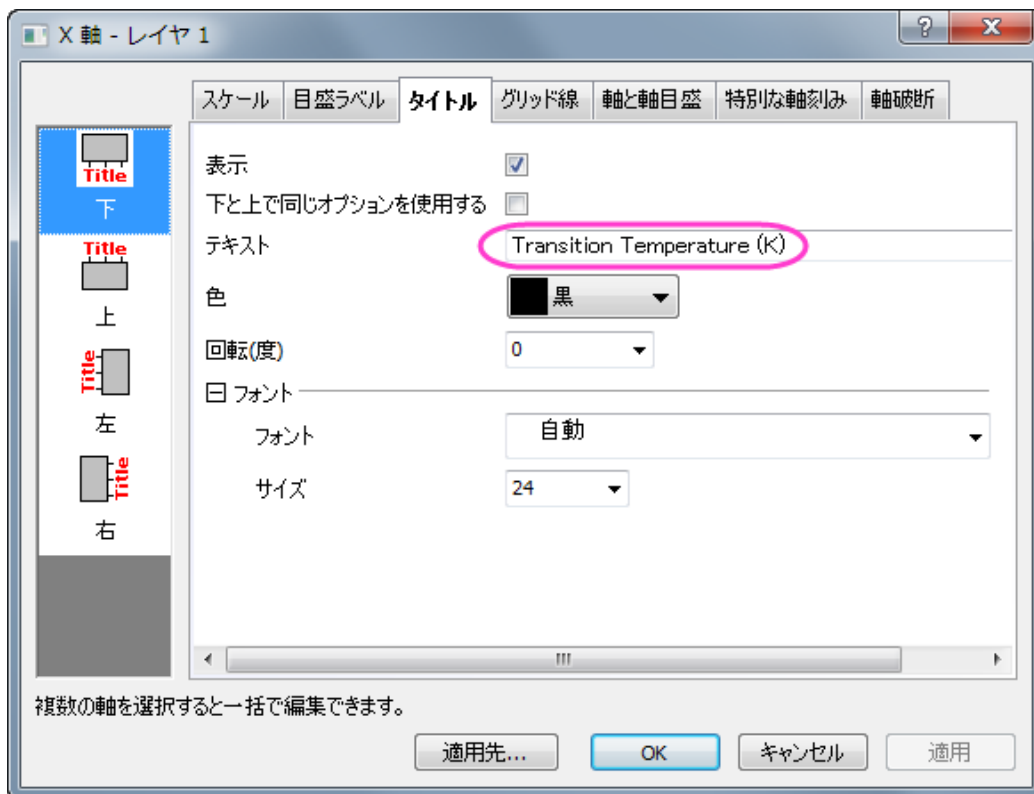 X 軸 - レイヤ 1
?
スケール 目盛ラベル タイトル グリッド線 軸と軸目盛 特別な軸刻み 軸破断
Title
下
Title
上
Title
左
Title
右
表示
下と上で同じオプションを使用する
テキスト Transition Temperature (K)
色 黒
回転(度) 0
フォント
フォント 自動
サイズ 24
複数の軸を選択すると一括で編集できます。
適用先... OK キャンセル 適用